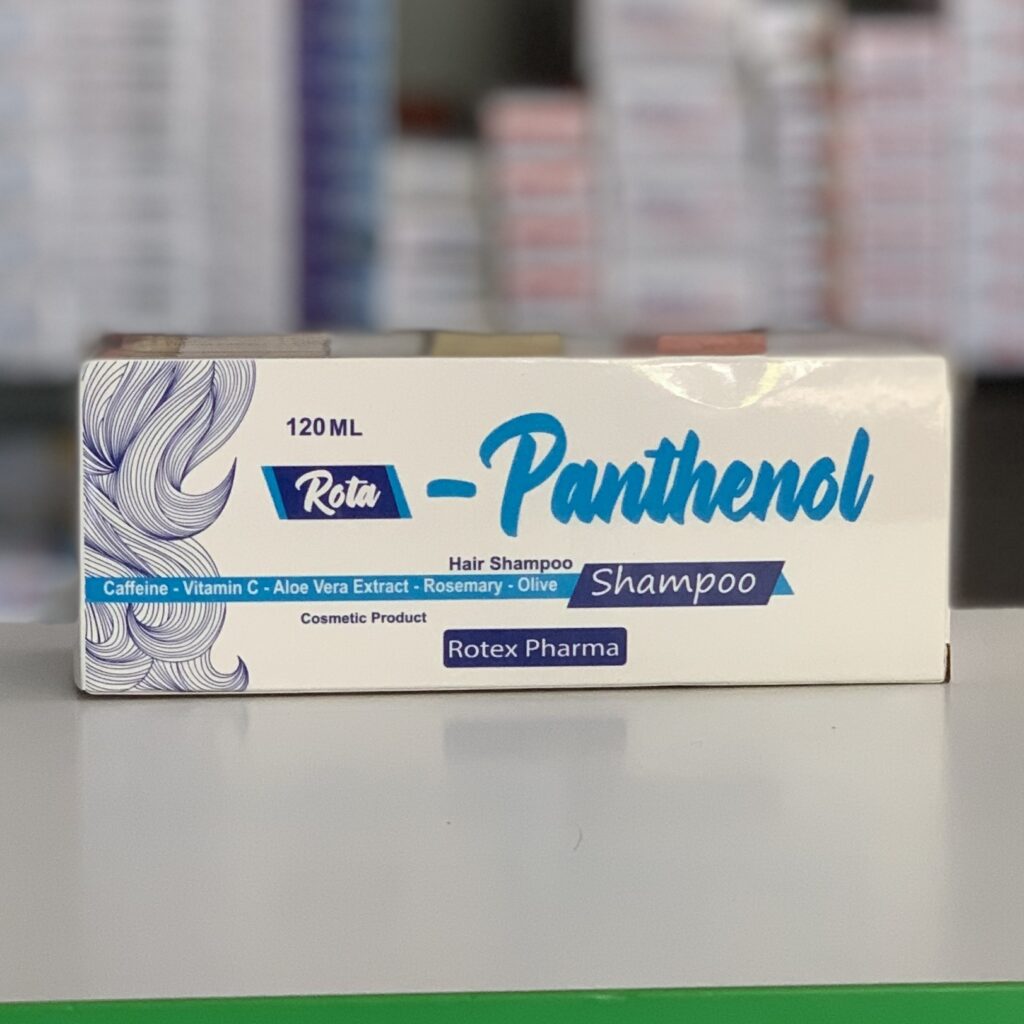 120 ML
Rota - Panthenol
Hair Shampoo
Caffeine - Vitamin C - Aloe Vera Extract - Rosemary - Olive
Shampoo
Cosmetic Product
Rotex Pharma